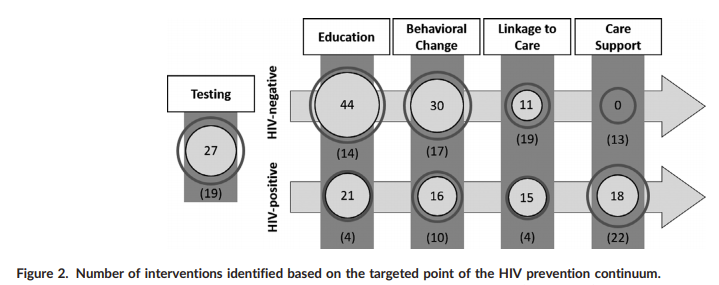 Education
Behavioral
Change
Linkage to
Care
Care
Support
Testing
27
(19)
HIV-negative
44
30
11
0
(14)
(17)
(19)
(13)
HIV-positive
21
16
15
18
(4)
(10)
(4)
(22)
Figure 2. Number of interventions identified based on the targeted point of the HIV prevention continuum.